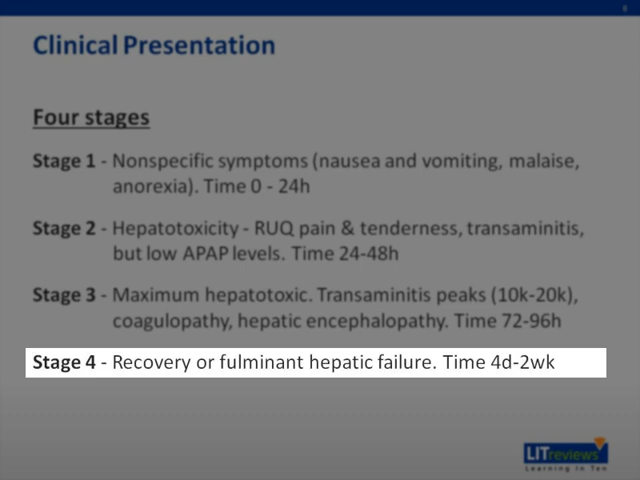 8
Clinical Presentation
Four stages
Stage 1 - Nonspecific symptoms (nausea and vomiting, malaise,
anorexia). Time 0 - 24h
Stage 2 - Hepatotoxicity - RUQ pain & tenderness, transaminitis,
but low APAP levels. Time 24-48h
Stage 3 - Maximum hepatotoxic. Transaminitis peaks (10k-20k),
coagulopathy, hepatic encephalopathy. Time 72-96h
Stage 4 - Recovery or fulminant hepatic failure. Time 4d-2wk
LITreviews
Learning in Ten